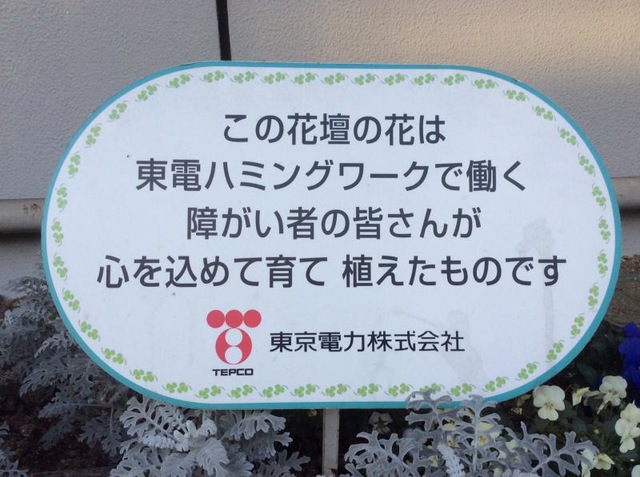 この花壇の花は
東電ハミングワークで働く
障がい者の皆さんが
心を込めて育て 植えたものです
TEPCO
東京電力株式会社